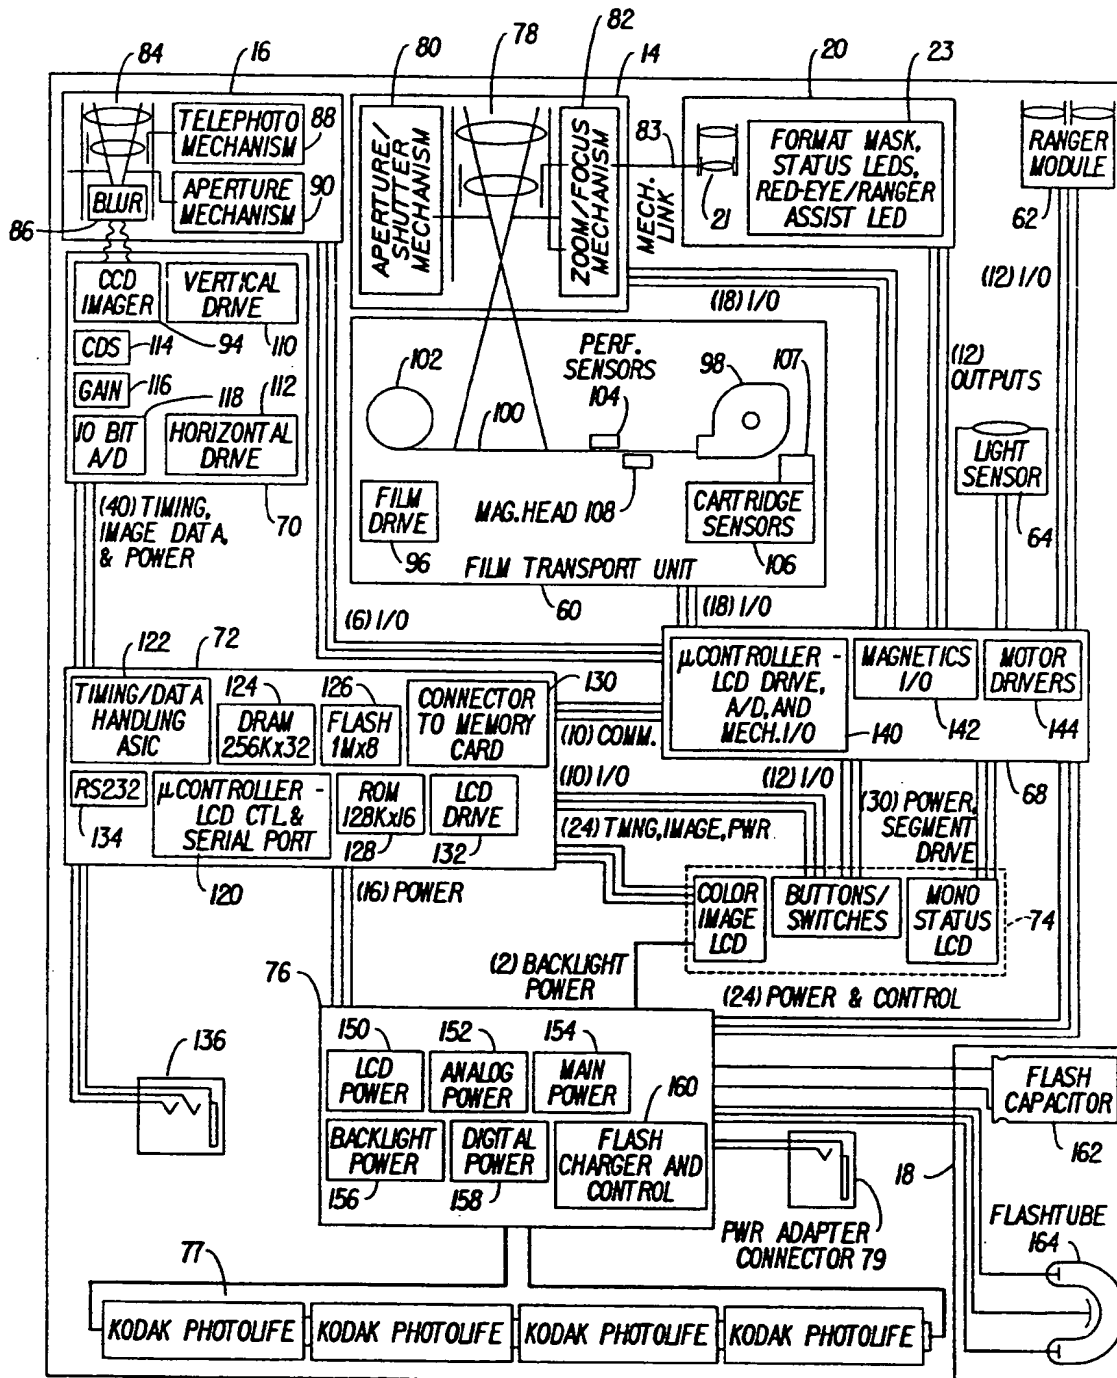 84
16
80
78
82
14
20
23
TELEPHOTO
MECHANISM
88
APERTURE
MECHANISM
90
BLUR
86
APERTURE/
SHUTTER
MECHANISM
ZOOM/FOCUS
MECHANISM
83
MECH.
LINK
21
FORMAT MASK,
STATUS LEDS,
RED-EYE/RANGER
ASSIST LED
RANGER
MODULE
62
(12) I/O
(18) I/O
CCD
IMAGER
VERTICAL
DRIVE
94
110
CDS
114
GAIN
116
118
112
10 BIT
A/D
HORIZONTAL
DRIVE
70
(40) TIMING,
IMAGE DATA,
& POWER
102
100
PERF.
SENSORS
104
98
107
FILM
DRIVE
96
MAG. HEAD 108
CARTRIDGE
SENSORS
106
FILM TRANSPORT UNIT
60
(12)
OUTPUTS
LIGHT
SENSOR
64
(6) I/O
(18) I/O
122
72
TIMING/DATA
HANDLING
ASIC
124
DRAM
256Kx32
126
FLASH
1Mx8
CONNECTOR
TO MEMORY
CARD
130
RS232
134
μCONTROLLER -
LCD CTL.&
SERIAL PORT
120
ROM
128Kx16
128
LCD
DRIVE
132
(10) COMM.
(10) I/O
(12) I/O
(24) TMNG, IMAGE, PWR
μCONTROLLER -
LCD DRIVE,
A/D, AND
MECH. I/O
140
MAGNETICS
I/O
142
MOTOR
DRIVERS
144
68
(30) POWER,
SEGMENT
DRIVE
(16) POWER
COLOR
IMAGE
LCD
BUTTONS/
SWITCHES
MONO
STATUS
LCD
74
(2) BACKLIGHT
POWER
(24) POWER & CONTROL
76
136
150
LCD
POWER
152
ANALOG
POWER
154
MAIN
POWER
160
BACKLIGHT
POWER
156
DIGITAL
POWER
158
FLASH
CHARGER AND
CONTROL
PWR ADAPTER
CONNECTOR 79
18
FLASH
CAPACITOR
162
FLASHTUBE
164
77
KODAK PHOTOLIFE
KODAK PHOTOLIFE
KODAK PHOTOLIFE
KODAK PHOTOLIFE